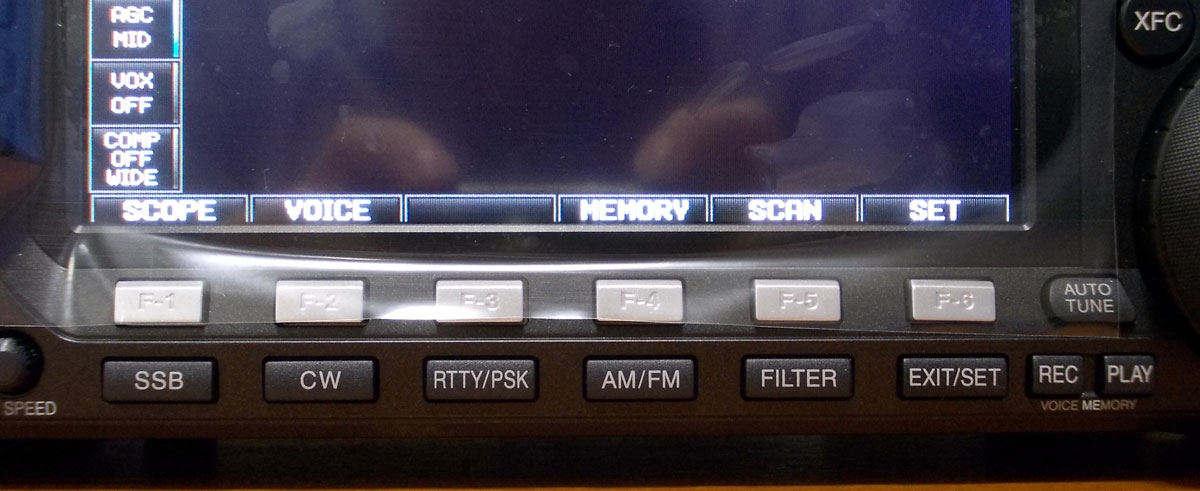 AGC
MID
XFC
VOX
OFF
COMP
OFF
WIDE
SCOPE VOICE MEMORY SCAN SET
F-1 F-2 F-3 F-4 F-5 F-6
AUTO
TUNE
SSB CW RTTY/PSK AM/FM FILTER EXIT/SET REC PLAY
SPEED
VOICE MEMORY